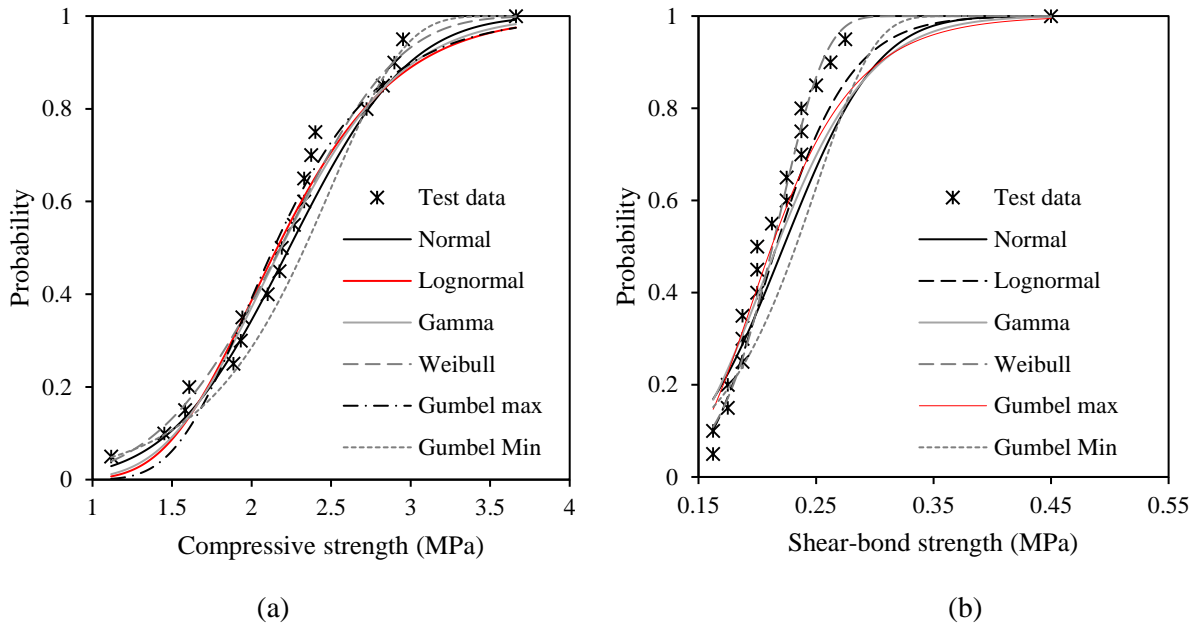 1
0.8
0.6
0.4
0.2
0
Probability
1
1.5
2
2.5
3
3.5
4
Compressive strength (MPa)
Test data
Normal
Lognormal
Gamma
Weibull
Gumbel max
Gumbel Min
(a)
1
0.8
0.6
0.4
0.2
0
Probability
0.15
0.25
0.35
0.45
0.55
Shear-bond strength (MPa)
Test data
Normal
Lognormal
Gamma
Weibull
Gumbel max
Gumbel Min
(b)